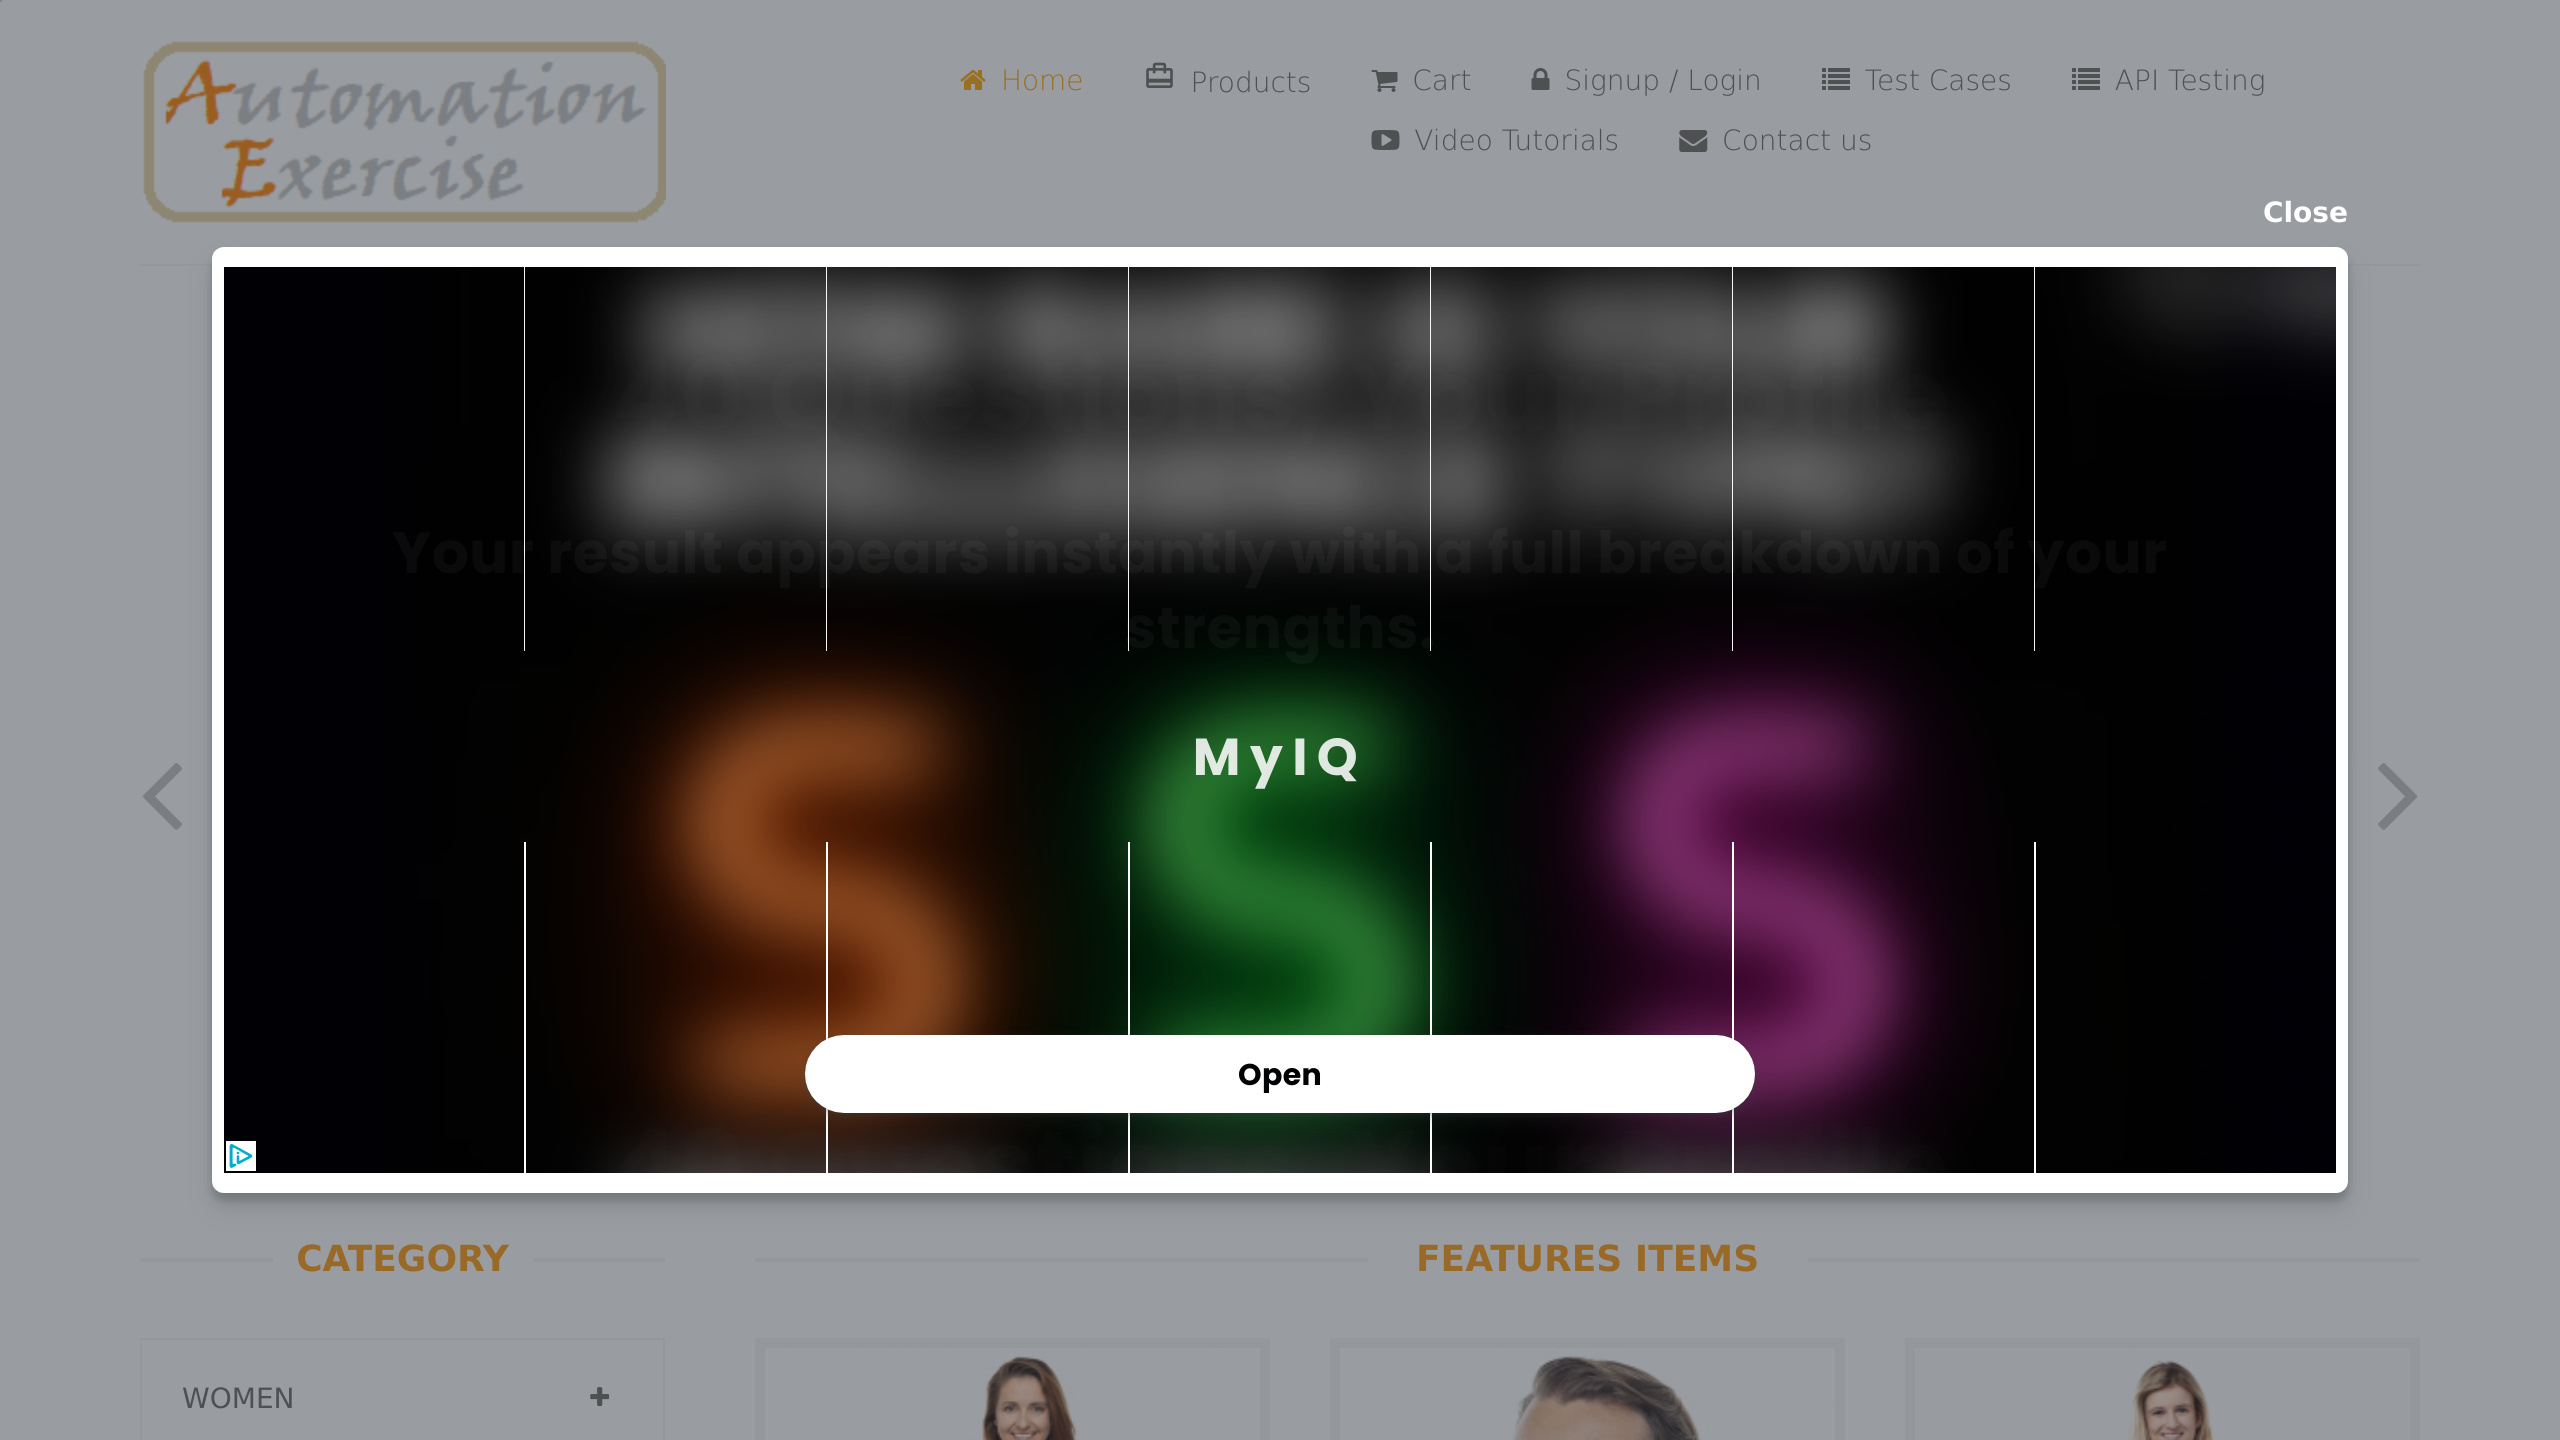 Automation
Exercise
Home
Products
Cart
Signup / Login
Test Cases
API Testing
Video Tutorials
Contact us
Close
Your result appears instantly with a full breakdown of your
strengths.
MyIQ
Open
CATEGORY
FEATURES ITEMS
WOMEN